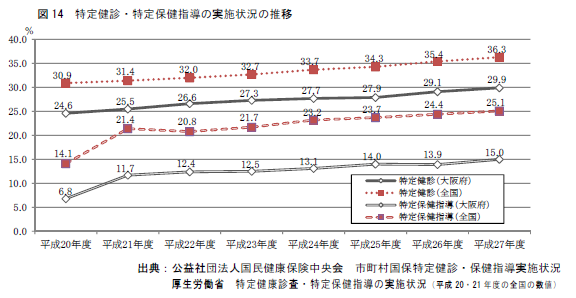 図14 特定健診・特定保健指導の実施状況の推移
%
40.0
35.0
30.0
25.0
20.0
15.0
10.0
5.0
0.0
30.9 31.4 32.0 32.7 33.7 34.3 35.4 36.3
24.6 25.5 26.6 27.3 27.7 27.9 29.1 29.9
14.1 21.4 20.8 21.7 23.2 23.7 24.4 25.1
6.8 11.7 12.4 12.5 13.1 14.0 13.9 15.0
特定健診(大阪府)
特定健診(全国)
特定保健指導(大阪府)
特定保健指導(全国)
平成20年度 平成21年度 平成22年度 平成23年度 平成24年度 平成25年度 平成26年度 平成27年度
出典:公益社団法人国民健康保険中央会 市町村国保特定健診・保健指導実施状況
厚生労働省 特定健康診査・特定保健指導の実施状況(平成20・21年度の全国の数値)